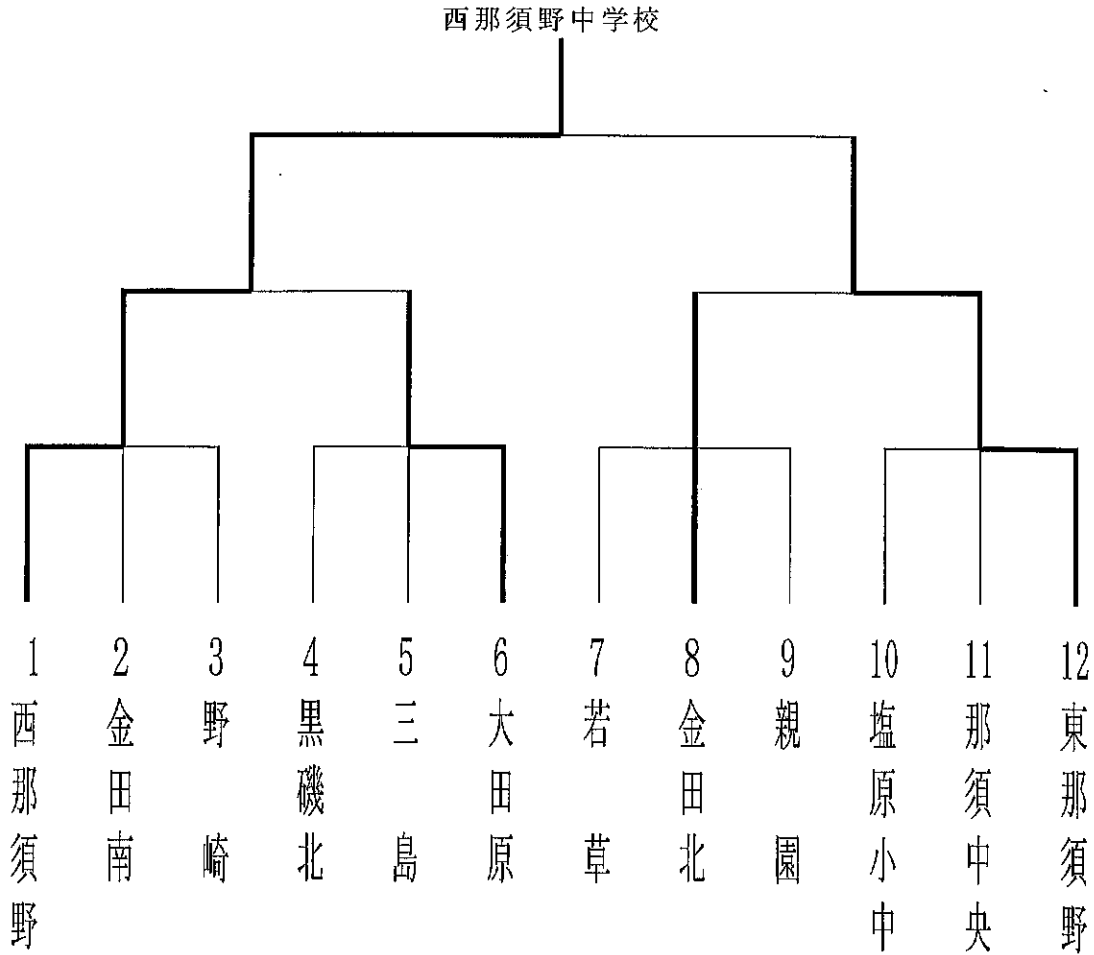 西那須野中学校
1 2 3 4 5 6 7 8 9 10 11 12
西那須野
金田南
野崎
黒磯北
三島
大田原
若草
金田北
親園
塩原小中
那須中央
東那須野